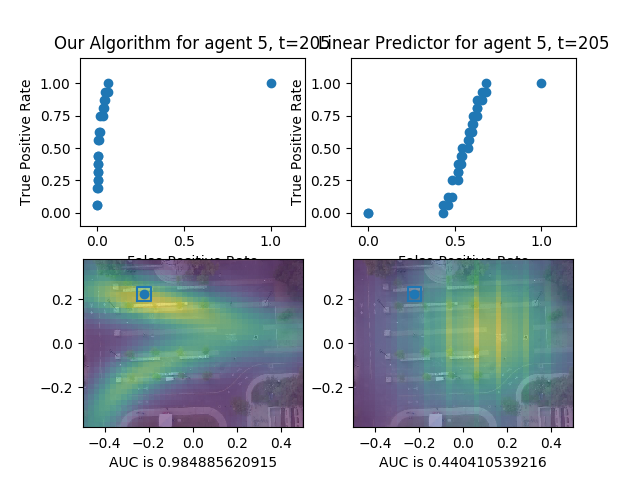 Our Algorithm for agent 5, t=205
Linear Predictor for agent 5, t=205
True Positive Rate
1.00
0.75
0.50
0.25
0.00
0.0 0.5 1.0
False Positive Rate
True Positive Rate
1.00
0.75
0.50
0.25
0.00
0.0 0.5 1.0
False Positive Rate
0.2
0.0
−0.2
−0.4 −0.2 0.0 0.2 0.4
AUC is 0.984885620915
0.2
0.0
−0.2
−0.4 −0.2 0.0 0.2 0.4
AUC is 0.440410539216